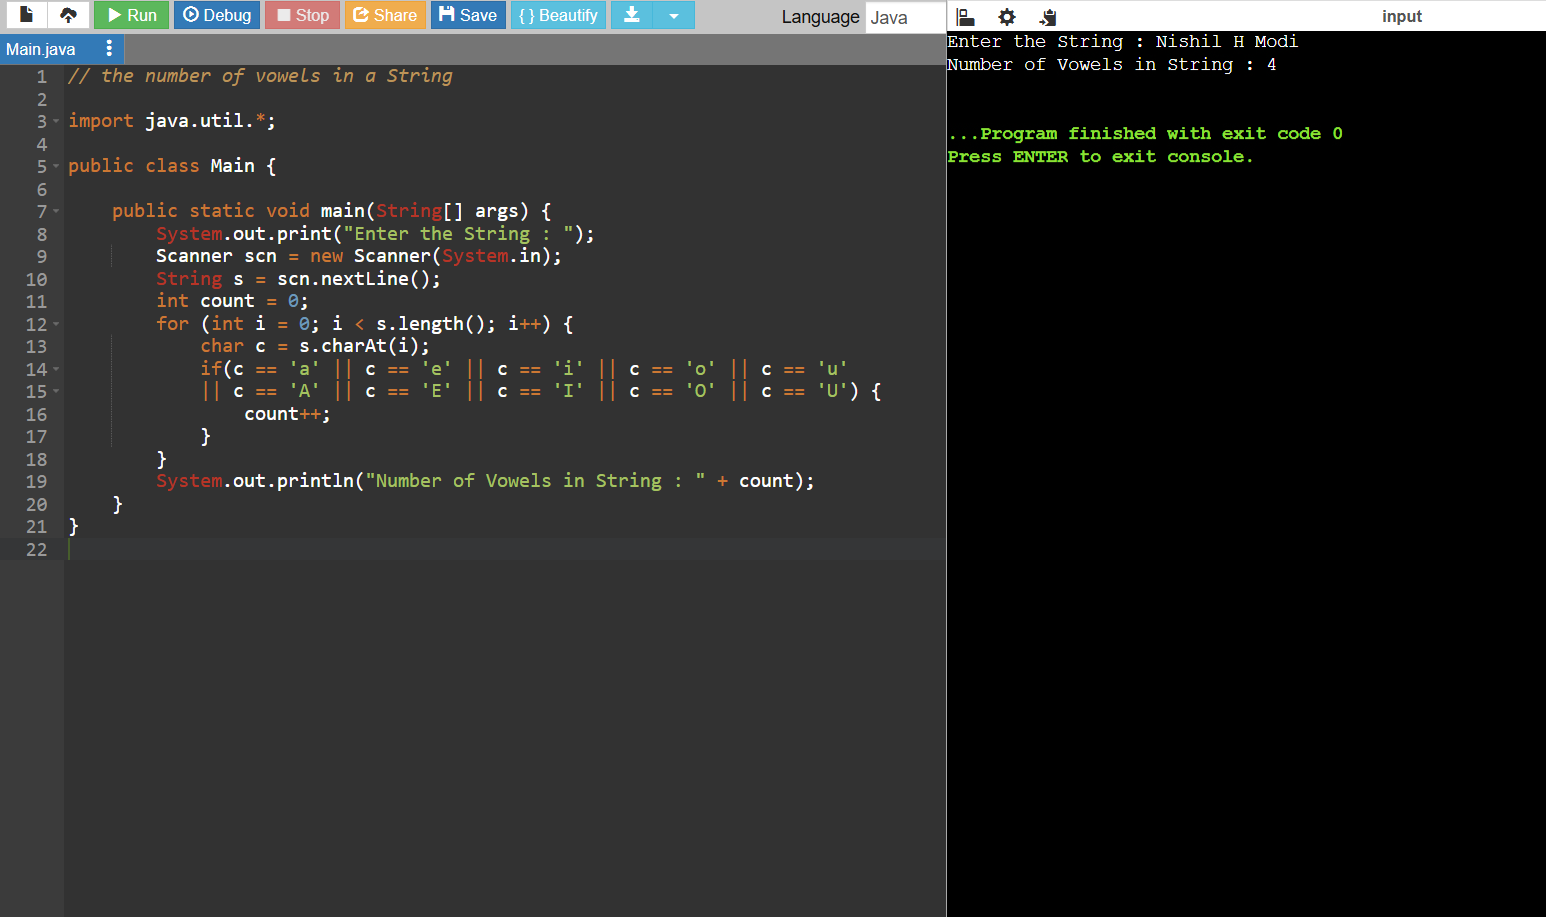 Run Debug Stop Share Save { } Beautify Language Java
Main.java
1 // the number of vowels in a String
2
3 import java.util.*;
4
5 public class Main {
6
7     public static void main(String[] args) {
8         System.out.print("Enter the String : ");
9         Scanner scn = new Scanner(System.in);
10         String s = scn.nextLine();
11         int count = 0;
12         for (int i = 0; i < s.length(); i++) {
13             char c = s.charAt(i);
14             if(c == 'a' || c == 'e' || c == 'i' || c == 'o' || c == 'u'
15             || c == 'A' || c == 'E' || c == 'I' || c == 'O' || c == 'U') {
16                 count++;
17             }
18         }
19         System.out.println("Number of Vowels in String : " + count);
20     }
21 }
22
input
Enter the String : Nishil H Modi
Number of Vowels in String : 4
...Program finished with exit code 0
Press ENTER to exit console.